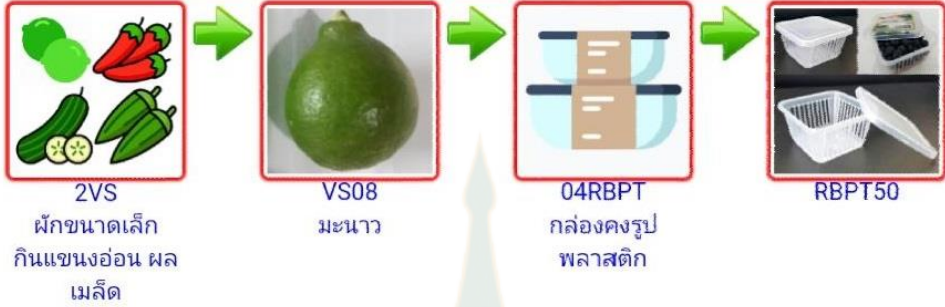 2VS
ผักขนาดเล็ก
กินแขนงอ่อน ผล
เมล็ด
VS08
มะนาว
04RBPT
กล่องคงรูป
พลาสติก
RBPT50